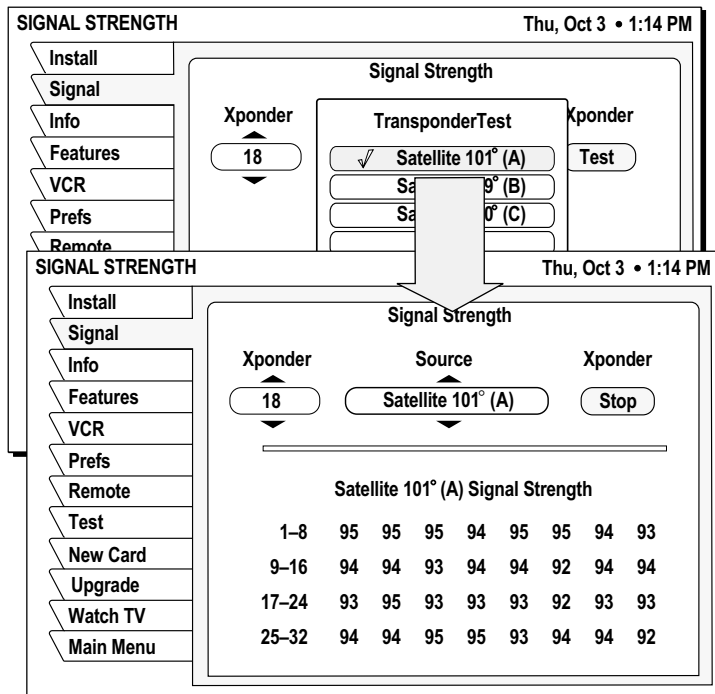 SIGNAL STRENGTH Thu, Oct 3 • 1:14 PM
Install
Signal
Info
Features
VCR
Prefs
Remote
Signal Strength
Xponder Xponder
18 Test
TransponderTest
Satellite 101° (A)
(B)
(C)
SIGNAL STRENGTH Thu, Oct 3 • 1:14 PM
Install
Signal
Info
Features
VCR
Prefs
Remote
Test
New Card
Upgrade
Watch TV
Main Menu
Signal Strength
Xponder Source Xponder
18 Satellite 101° (A) Stop
Satellite 101° (A) Signal Strength
1–8 95 95 95 94 95 95 94 93
9–16 94 94 93 94 94 92 94 94
17–24 93 95 93 93 93 92 93 93
25–32 94 94 95 95 93 94 94 92